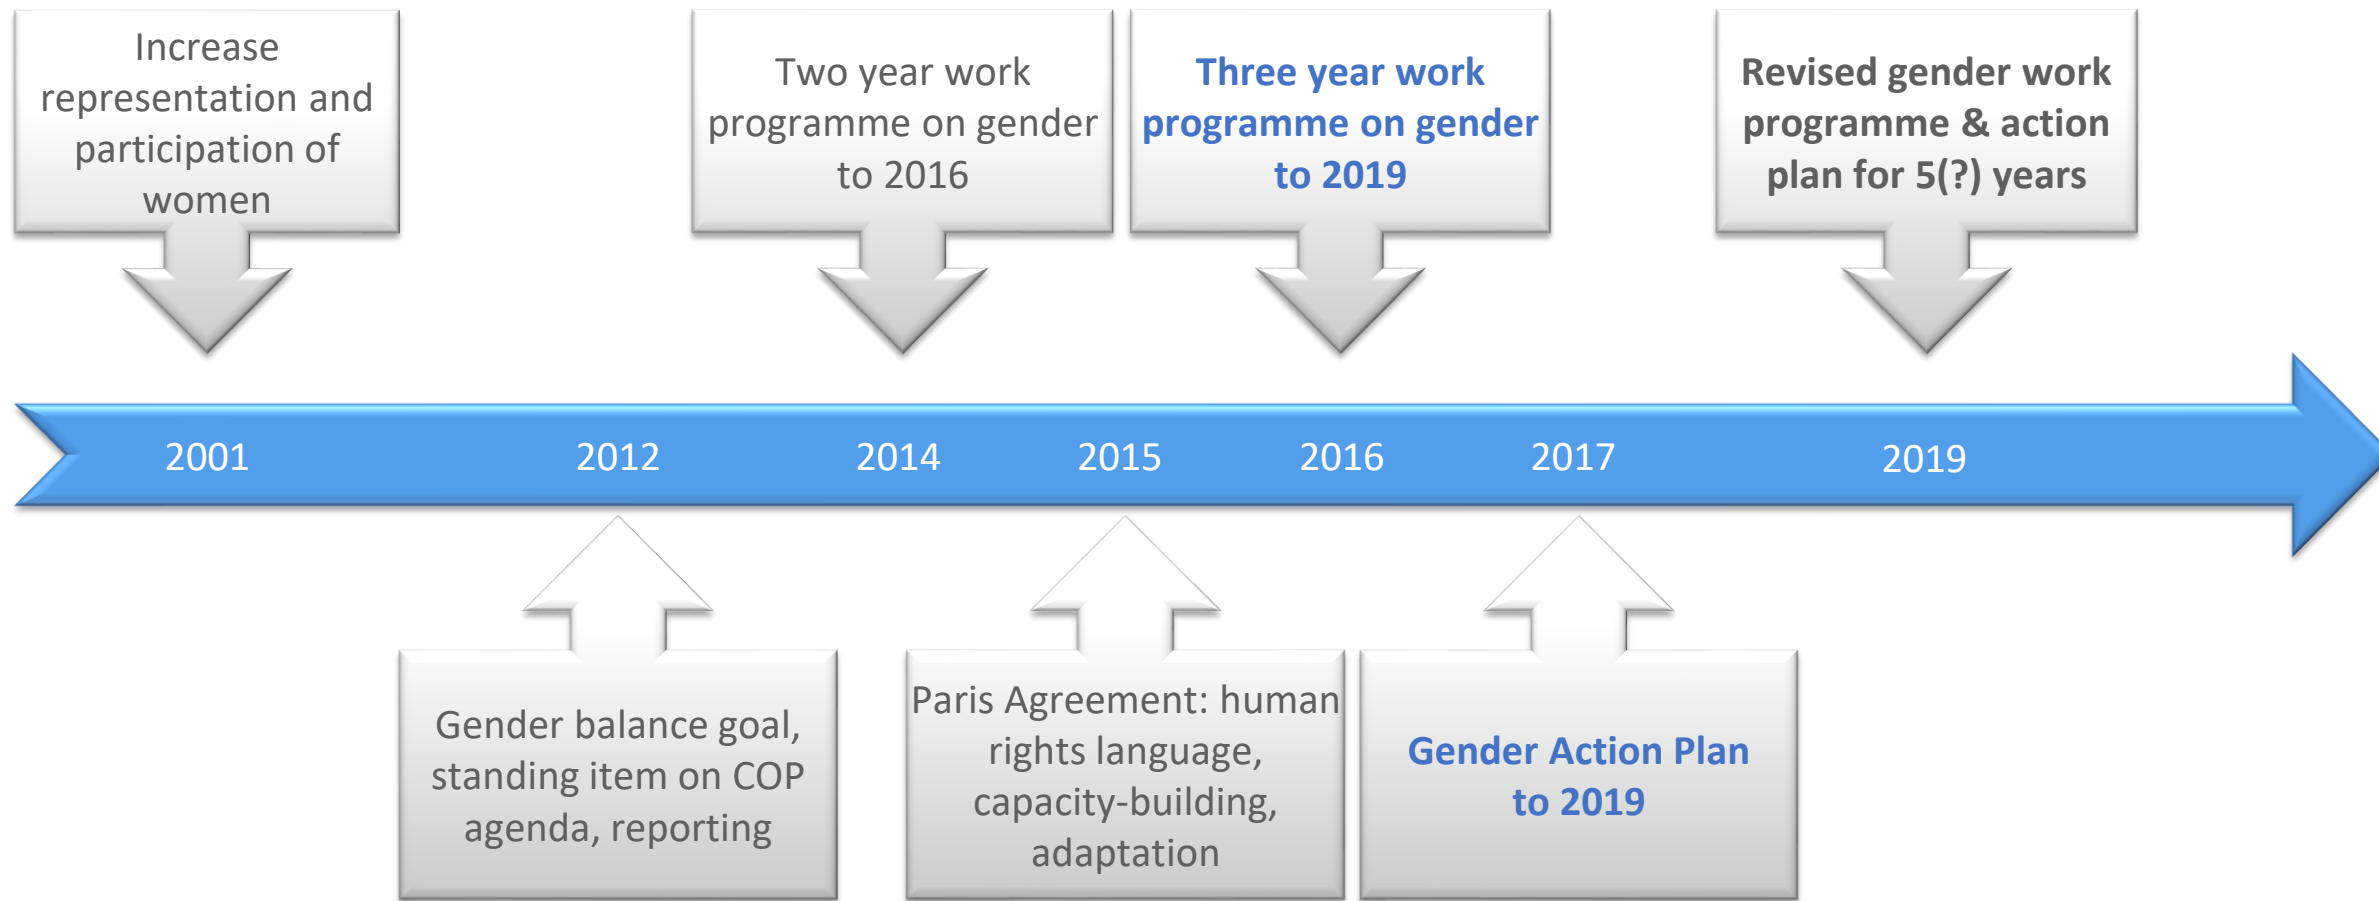 Increase
representation and
participation of
women
Two year work
programme on gender
to 2016
Three year work
programme on gender
to 2019
Revised gender work
programme & action
plan for 5(?) years
2001
2012
2014
2015
2016
2017
2019
Gender balance goal,
standing item on COP
agenda, reporting
Paris Agreement: human
rights language,
capacity-building,
adaptation
Gender Action Plan
to 2019